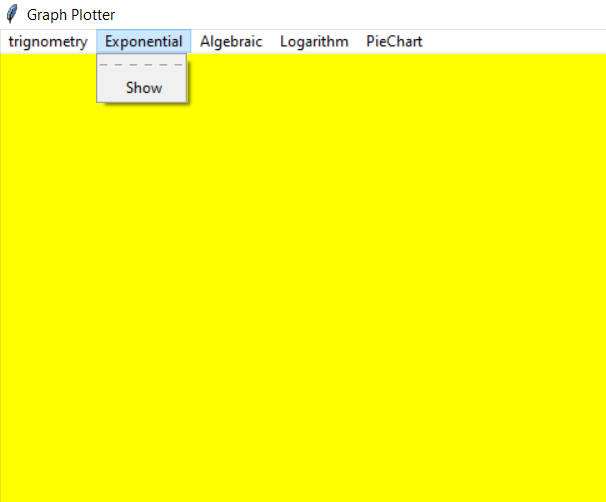 Graph Plotter
trignometry Exponential Algebraic Logarithm PieChart
Show